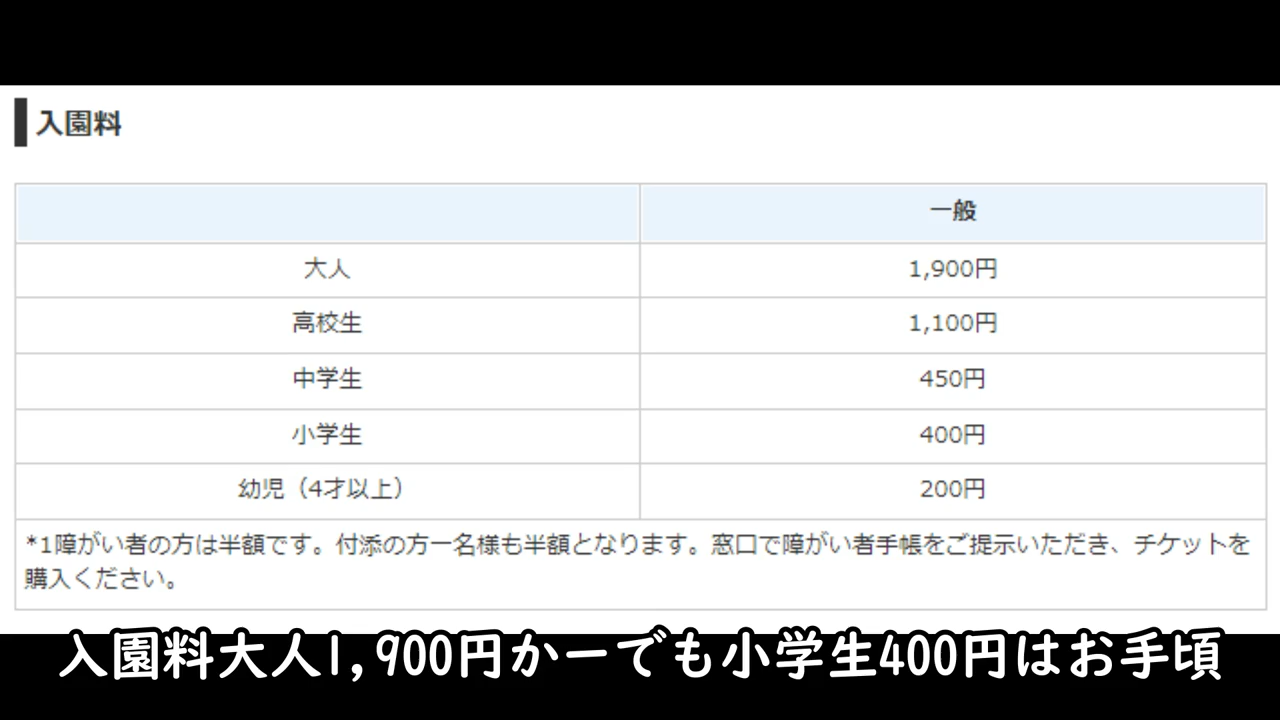 入園料
一般
大人 1,900円
高校生 1,100円
中学生 450円
小学生 400円
幼児（4才以上） 200円
*1障がい者の方は半額です。付添の方一名様も半額となります。窓口で障がい者手帳をご提示いただき、チケットを
購入ください。
入園料大人1,900円かーでも小学生400円はお手頃